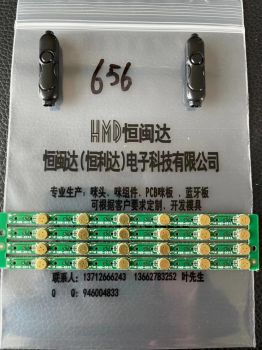 656
HMD恒闽达
恒闽达(恒利达)电子科技有限公司
专业生产：咪头、咪组件、PCB咪板，蓝牙板
可根据客户要求定制、开发模具
联系人：13712666243 13662783252 叶先生
Q Q：946004833